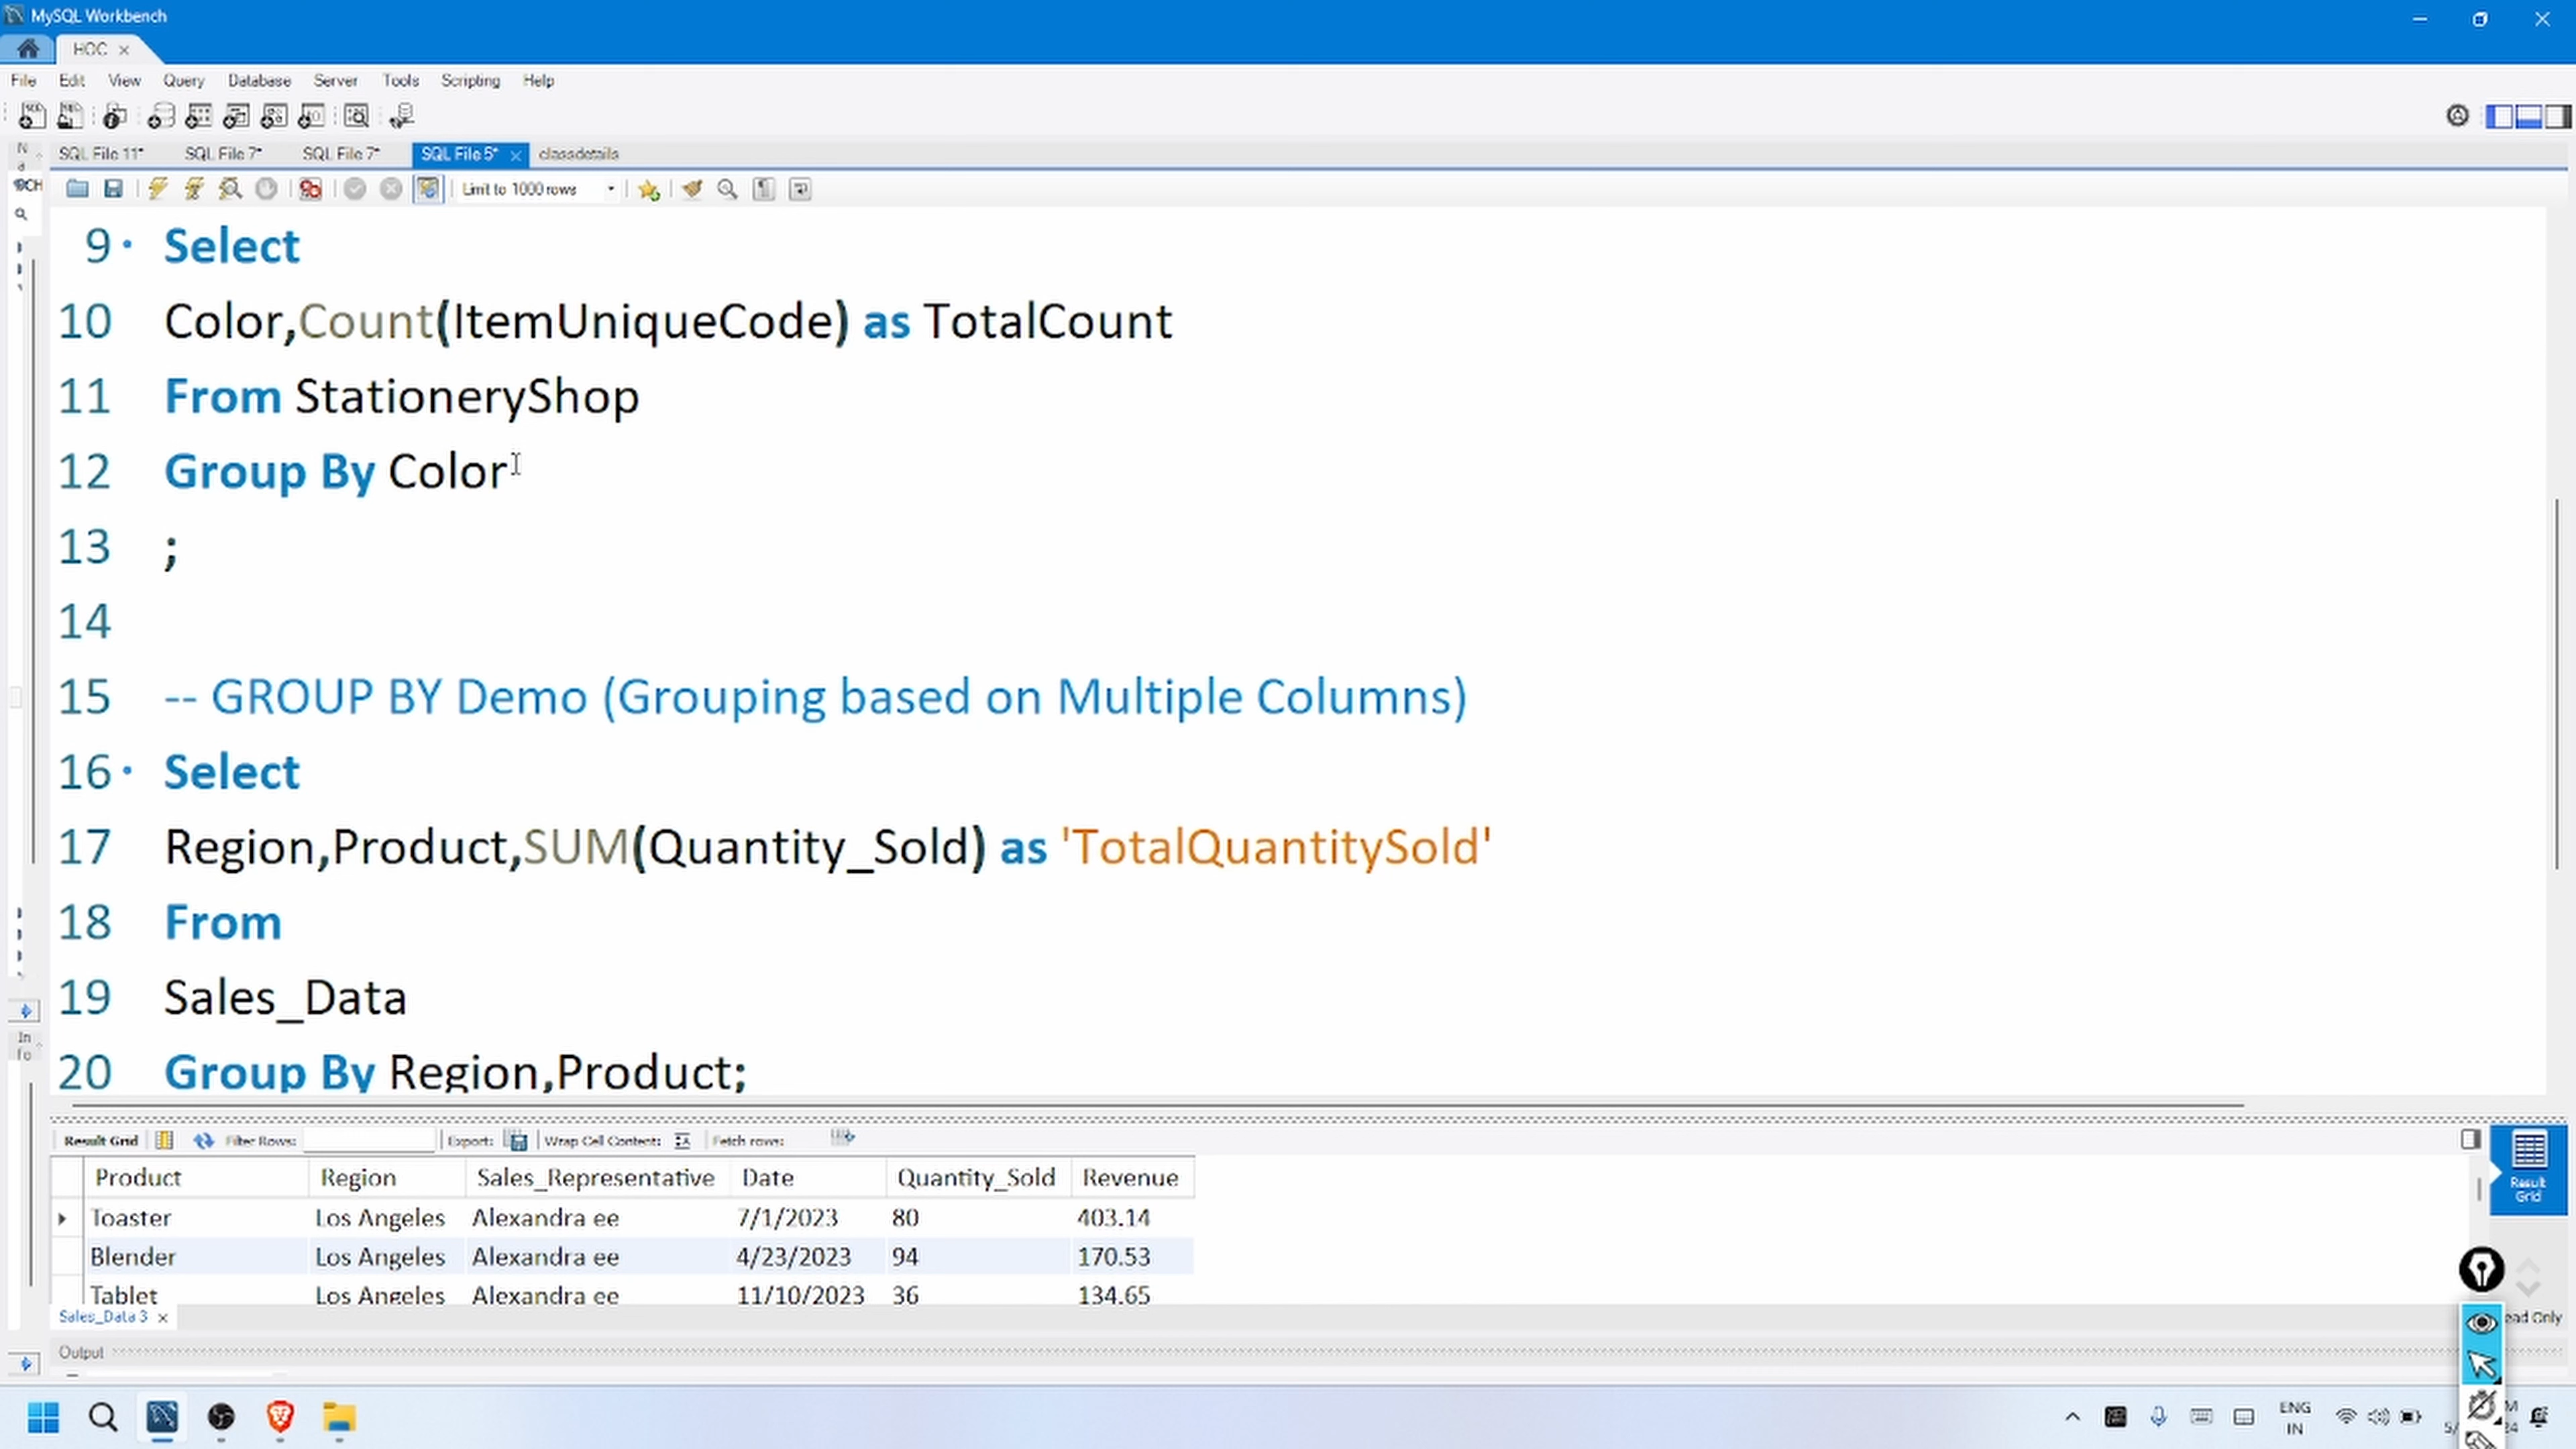 MySQL Workbench
HOC
File Edit View Query Database Server Tools Scripting Help
SQL File 11* SQL File 7* SQL File 7* SQL File 5* classdetails
Limit to 1000 rows
9 Select
10 Color,Count(ItemUniqueCode) as TotalCount
11 From StationeryShop
12 Group By Color
13 ;
14
15 -- GROUP BY Demo (Grouping based on Multiple Columns)
16 Select
17 Region,Product,SUM(Quantity_Sold) as 'TotalQuantitySold'
18 From
19 Sales_Data
20 Group By Region,Product;
Result Grid Filter Rows: Export: Wrap Cell Content: Fetch rows:
Product Region Sales_Representative Date Quantity_Sold Revenue
Toaster Los Angeles Alexandra ee 7/1/2023 80 403.14
Blender Los Angeles Alexandra ee 4/23/2023 94 170.53
Tablet Los Angeles Alexandra ee 11/10/2023 36 134.65
Result
Grid
Sales_Data 3
Only
Output
ENG
IN